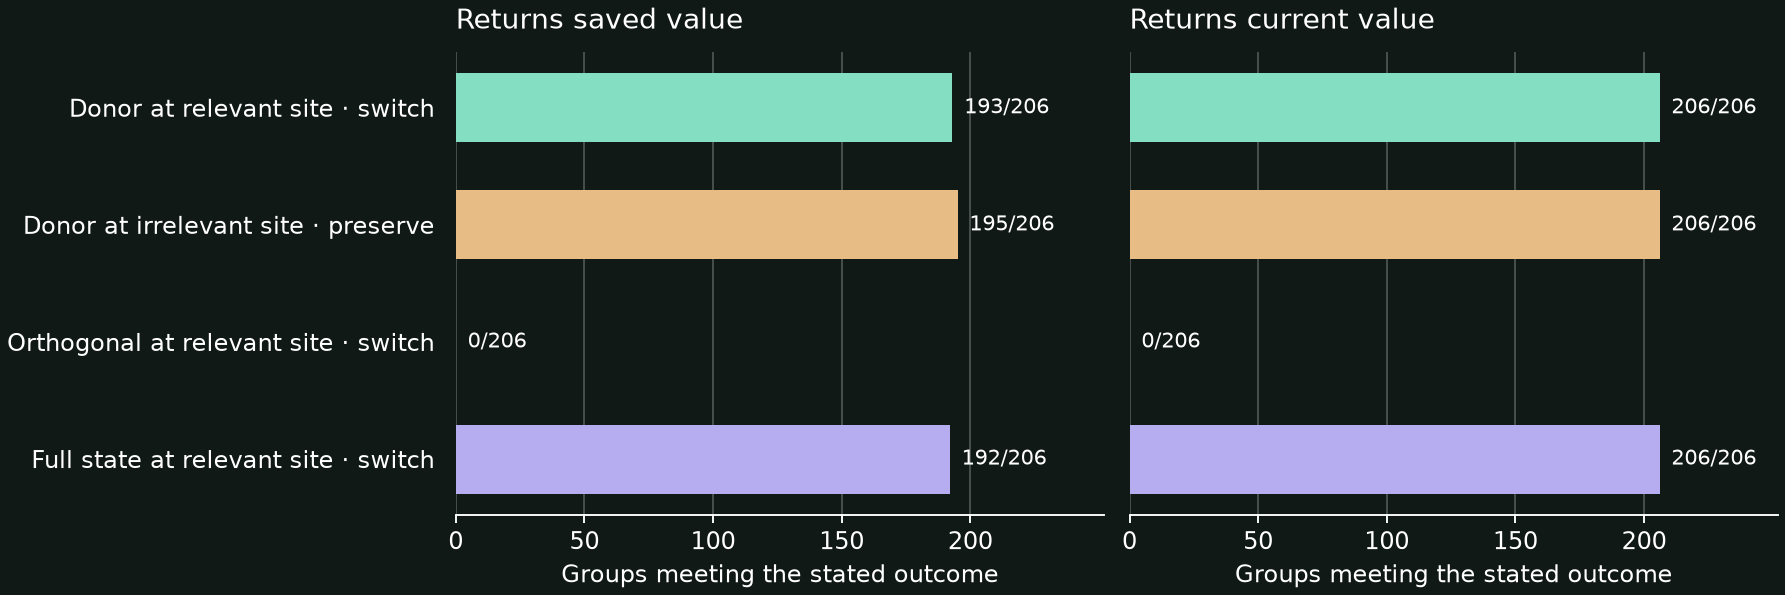 Returns saved value
Returns current value
Donor at relevant site · switch
193/206
206/206
Donor at irrelevant site · preserve
195/206
206/206
Orthogonal at relevant site · switch
0/206
0/206
Full state at relevant site · switch
192/206
206/206
0 50 100 150 200
0 50 100 150 200
Groups meeting the stated outcome
Groups meeting the stated outcome